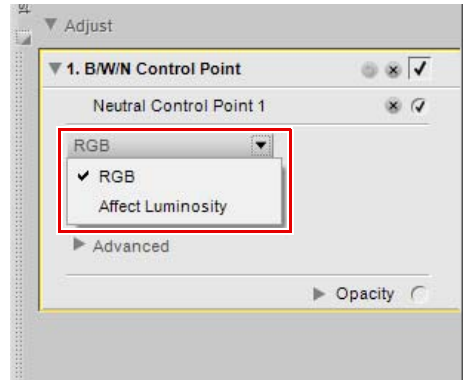 Adjust
1. B/W/N Control Point
Neutral Control Point 1
RGB
RGB
Affect Luminosity
Advanced
Opacity